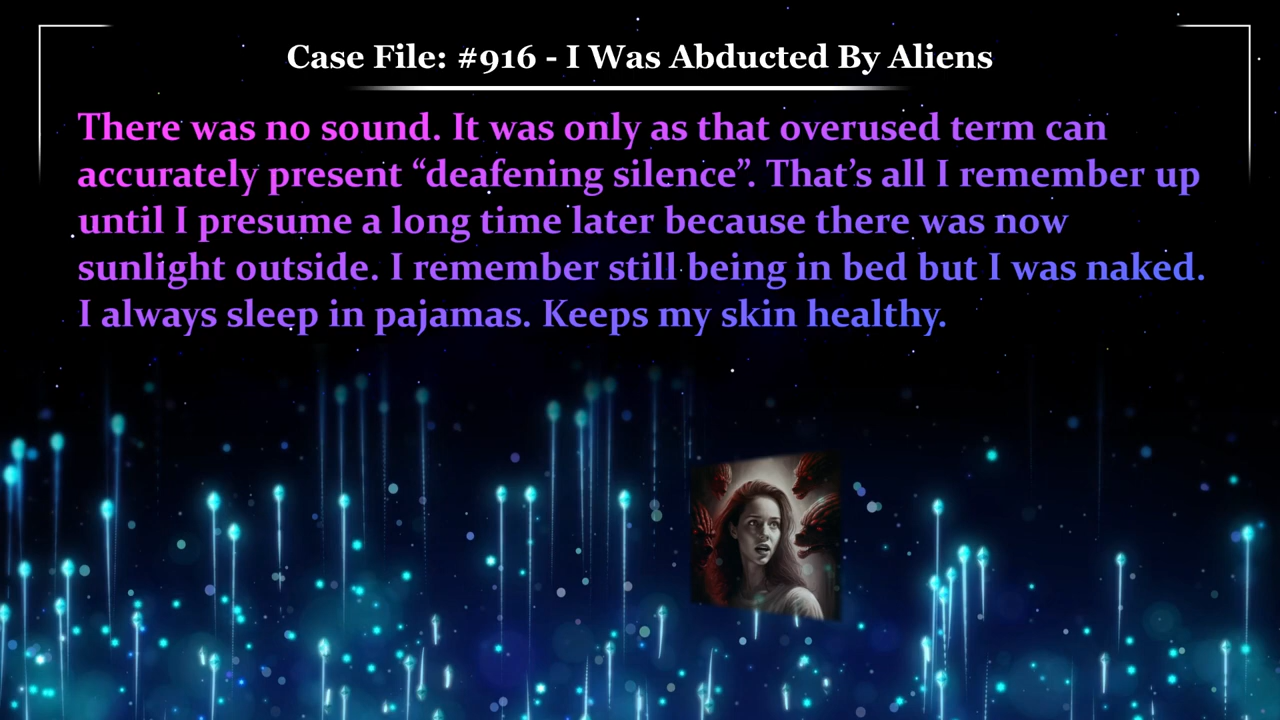 Case File: #916 - I Was Abducted By Aliens
There was no sound. It was only as that overused term can
accurately present “deafening silence”. That’s all I remember up
until I presume a long time later because there was now
sunlight outside. I remember still being in bed but I was naked.
I always sleep in pajamas. Keeps my skin healthy.